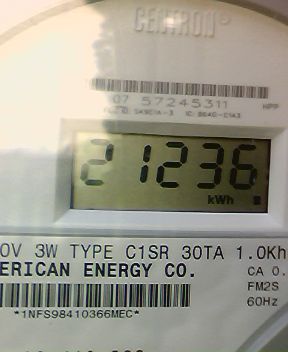 CENTRON®
07 57245311
HPP
21236
kWh
0V 3W TYPE C1SR 30TA 1.0Kh
ERICAN ENERGY CO.
CA 0.
FM2S
60Hz
*1NFS98410366MEC*